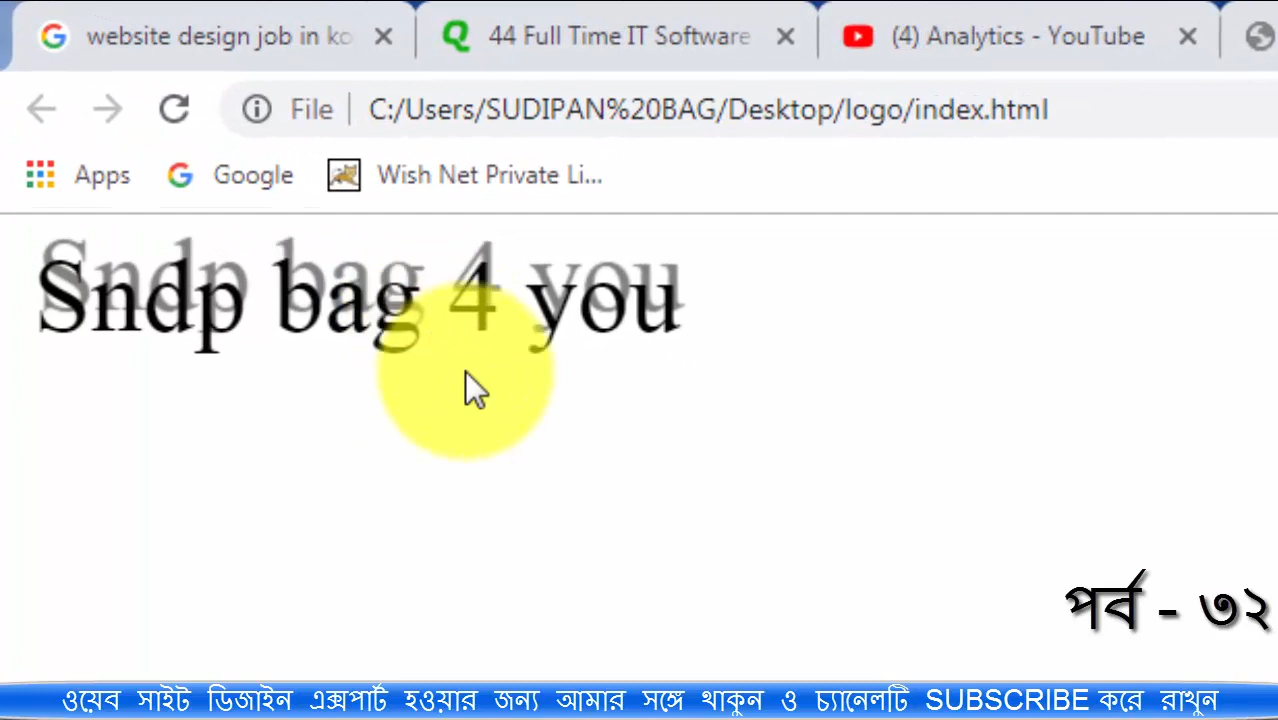 website design job in ko
44 Full Time IT Software
(4) Analytics - YouTube
File
C:/Users/SUDIPAN%20BAG/Desktop/logo/index.html
Apps
Google
Wish Net Private Li...
Sndp bag 4 you
পর্ব - ৩২
ওয়েব সাইট ডিজাইন এক্সপার্ট হওয়ার জন্য আমার সঙ্গে থাকুন ও চ্যানেলটি SUBSCRIBE করে রাখুন